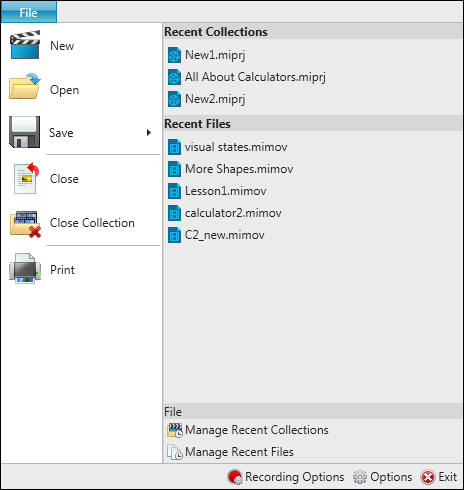 File
New
Open
Save
Close
Close Collection
Print
Recent Collections
New1.miprj
All About Calculators.miprj
New2.miprj
Recent Files
visual states.mimov
More Shapes.mimov
Lesson1.mimov
calculator2.mimov
C2_new.mimov
File
Manage Recent Collections
Manage Recent Files
Recording Options Options Exit